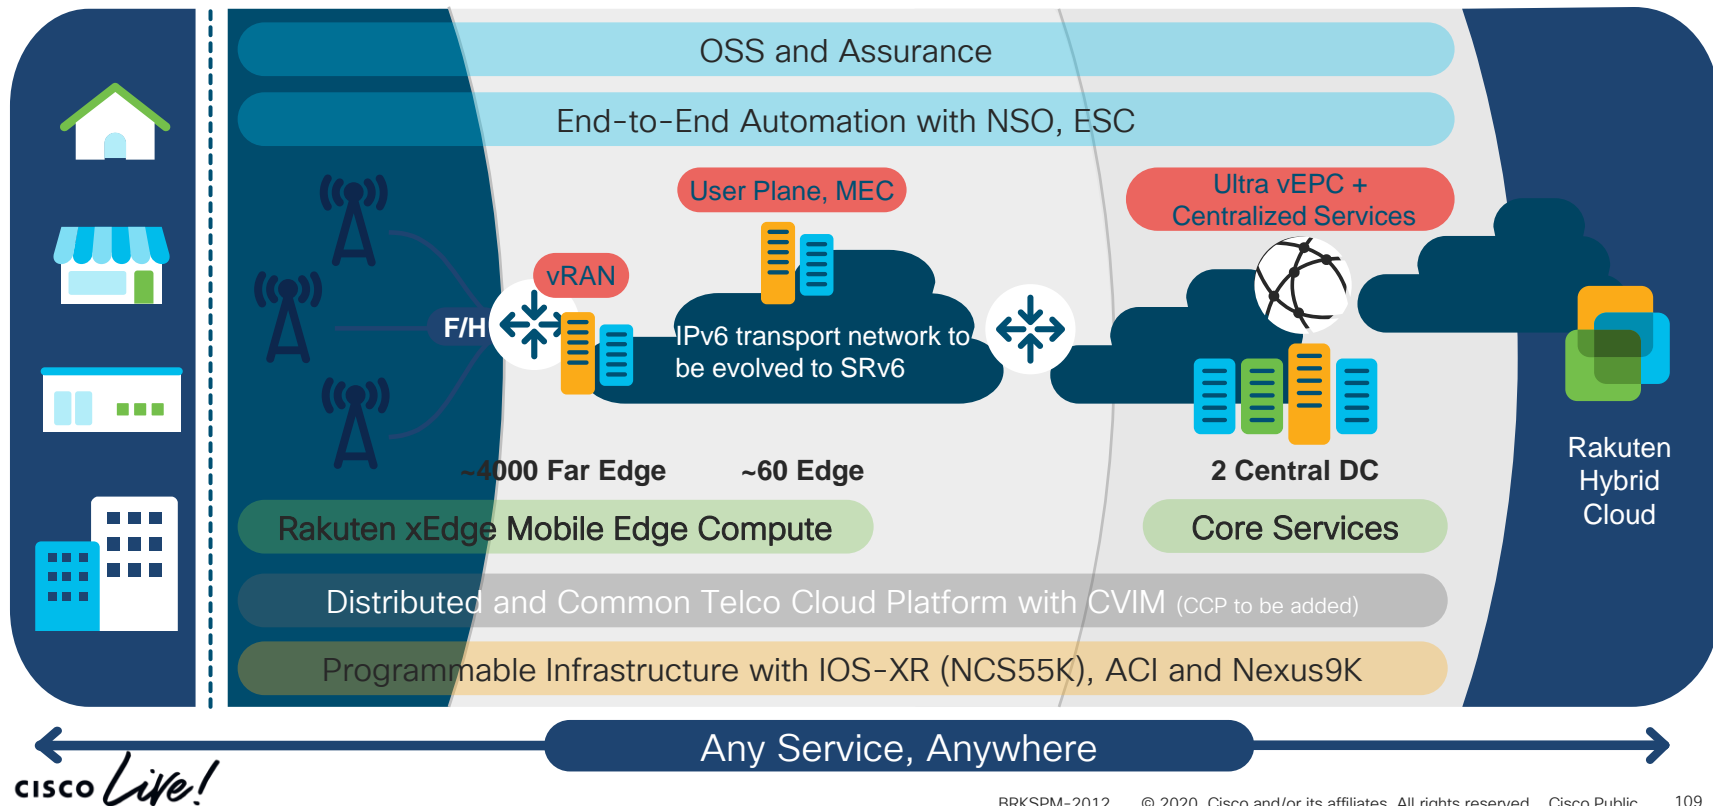 OSS and Assurance
End-to-End Automation with NSO, ESC
User Plane, MEC
Ultra vEPC +
Centralized Services
vRAN
F/H
IPv6 transport network to
be evolved to SRv6
~4000 Far Edge
~60 Edge
2 Central DC
Rakuten
Hybrid
Cloud
Rakuten xEdge Mobile Edge Compute
Core Services
Distributed and Common Telco Cloud Platform with CVIM (CCP to be added)
Programmable Infrastructure with IOS-XR (NCS55K), ACI and Nexus9K
Any Service, Anywhere
CISCO Live!
BRKSPM-2012 © 2020 Cisco and/or its affiliates. All rights reserved. Cisco Public 109